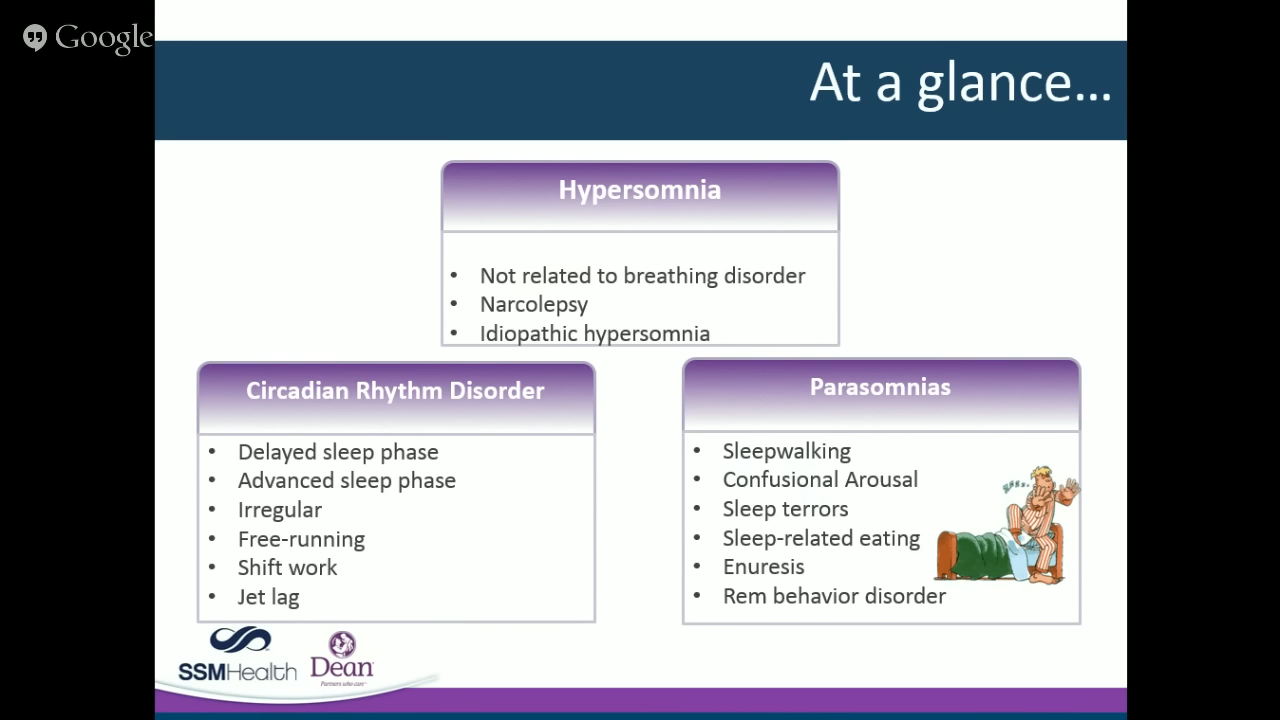 Google
At a glance...
Hypersomnia
• Not related to breathing disorder
• Narcolepsy
• Idiopathic hypersomnia
Circadian Rhythm Disorder
• Delayed sleep phase
• Advanced sleep phase
• Irregular
• Free-running
• Shift work
• Jet lag
Parasomnias
• Sleepwalking
• Confusional Arousal
• Sleep terrors
• Sleep-related eating
• Enuresis
• Rem behavior disorder
SSMHealth
Dean
Partners who care